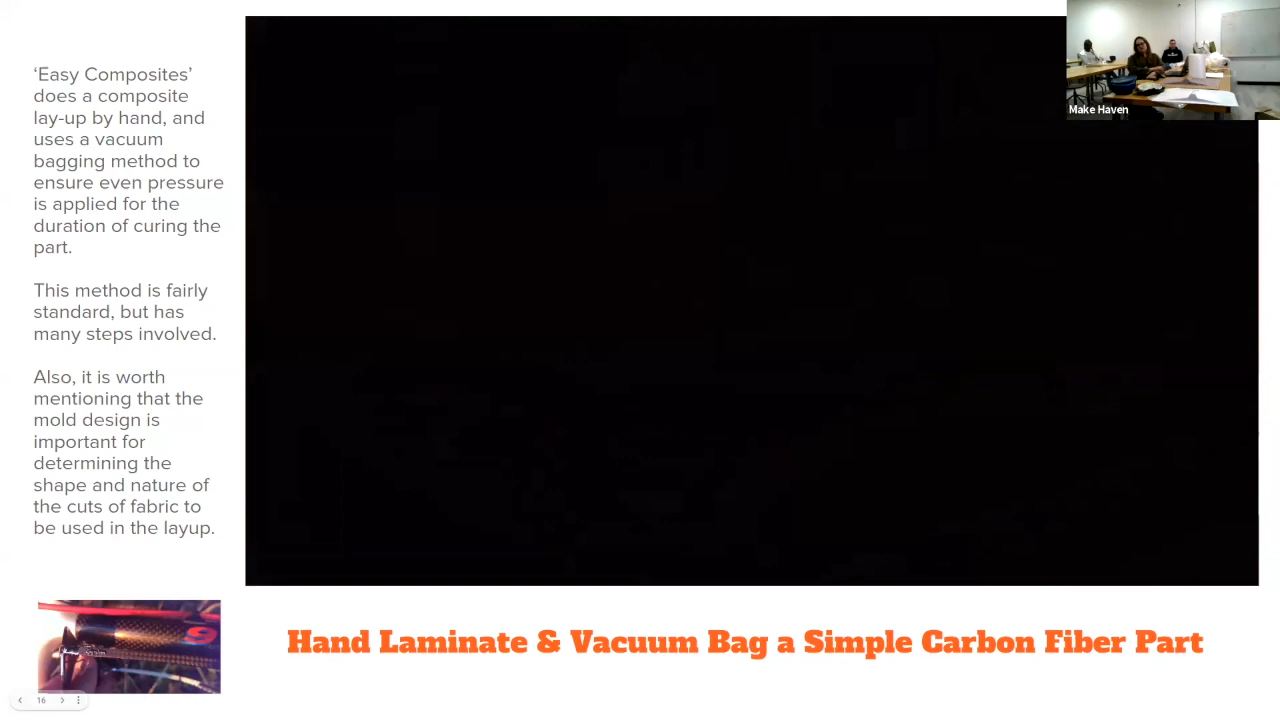 ‘Easy Composites’
does a composite
lay-up by hand, and
uses a vacuum
bagging method to
ensure even pressure
is applied for the
duration of curing the
part.
This method is fairly
standard, but has
many steps involved.
Also, it is worth
mentioning that the
mold design is
important for
determining the
shape and nature of
the cuts of fabric to
be used in the layup.
Make Haven
9
Hand Laminate & Vacuum Bag a Simple Carbon Fiber Part
16